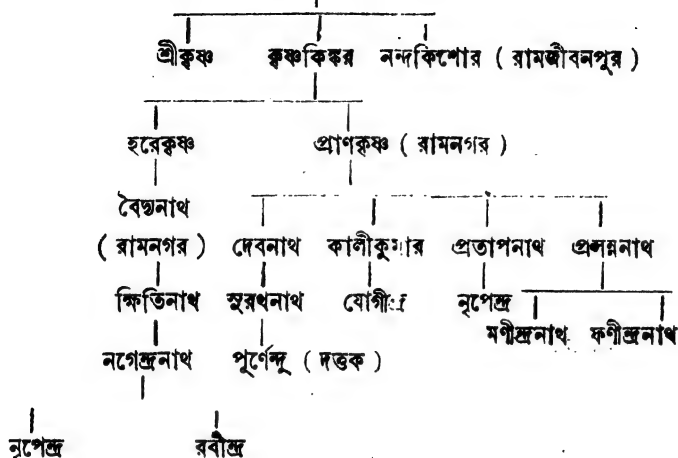 শ্রীকৃষ্ণ কৃষ্ণকিঙ্কর নন্দকিশোর ( রামজীবনপুর )
হরেকৃষ্ণ প্রাণকৃষ্ণ ( রামনগর )
বৈদ্যনাথ
( রামনগর ) দেবনাথ কালীকুমার প্রতাপনাথ প্রসন্ননাথ
ক্ষিতিনাথ সুরথনাথ যোগীন্দ্র নৃপেন্দ্র
মণীন্দ্রনাথ ফণীন্দ্রনাথ
নগেন্দ্রনাথ পূর্ণেন্দু ( দত্তক )
নৃপেন্দ্র রবীন্দ্র